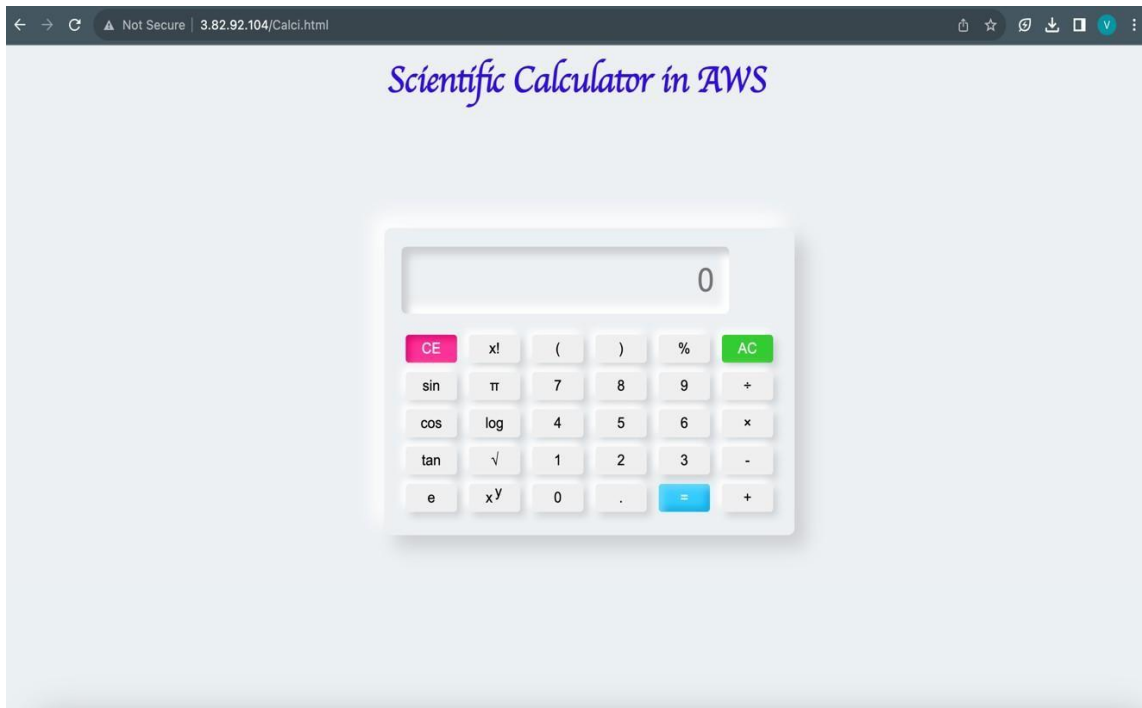 Not Secure | 3.82.92.104/Calci.html
V
Scientific Calculator in AWS
0
CE x! ( ) % AC
sin π 7 8 9 ÷
cos log 4 5 6 ×
tan √ 1 2 3 -
e xʸ 0 . = +